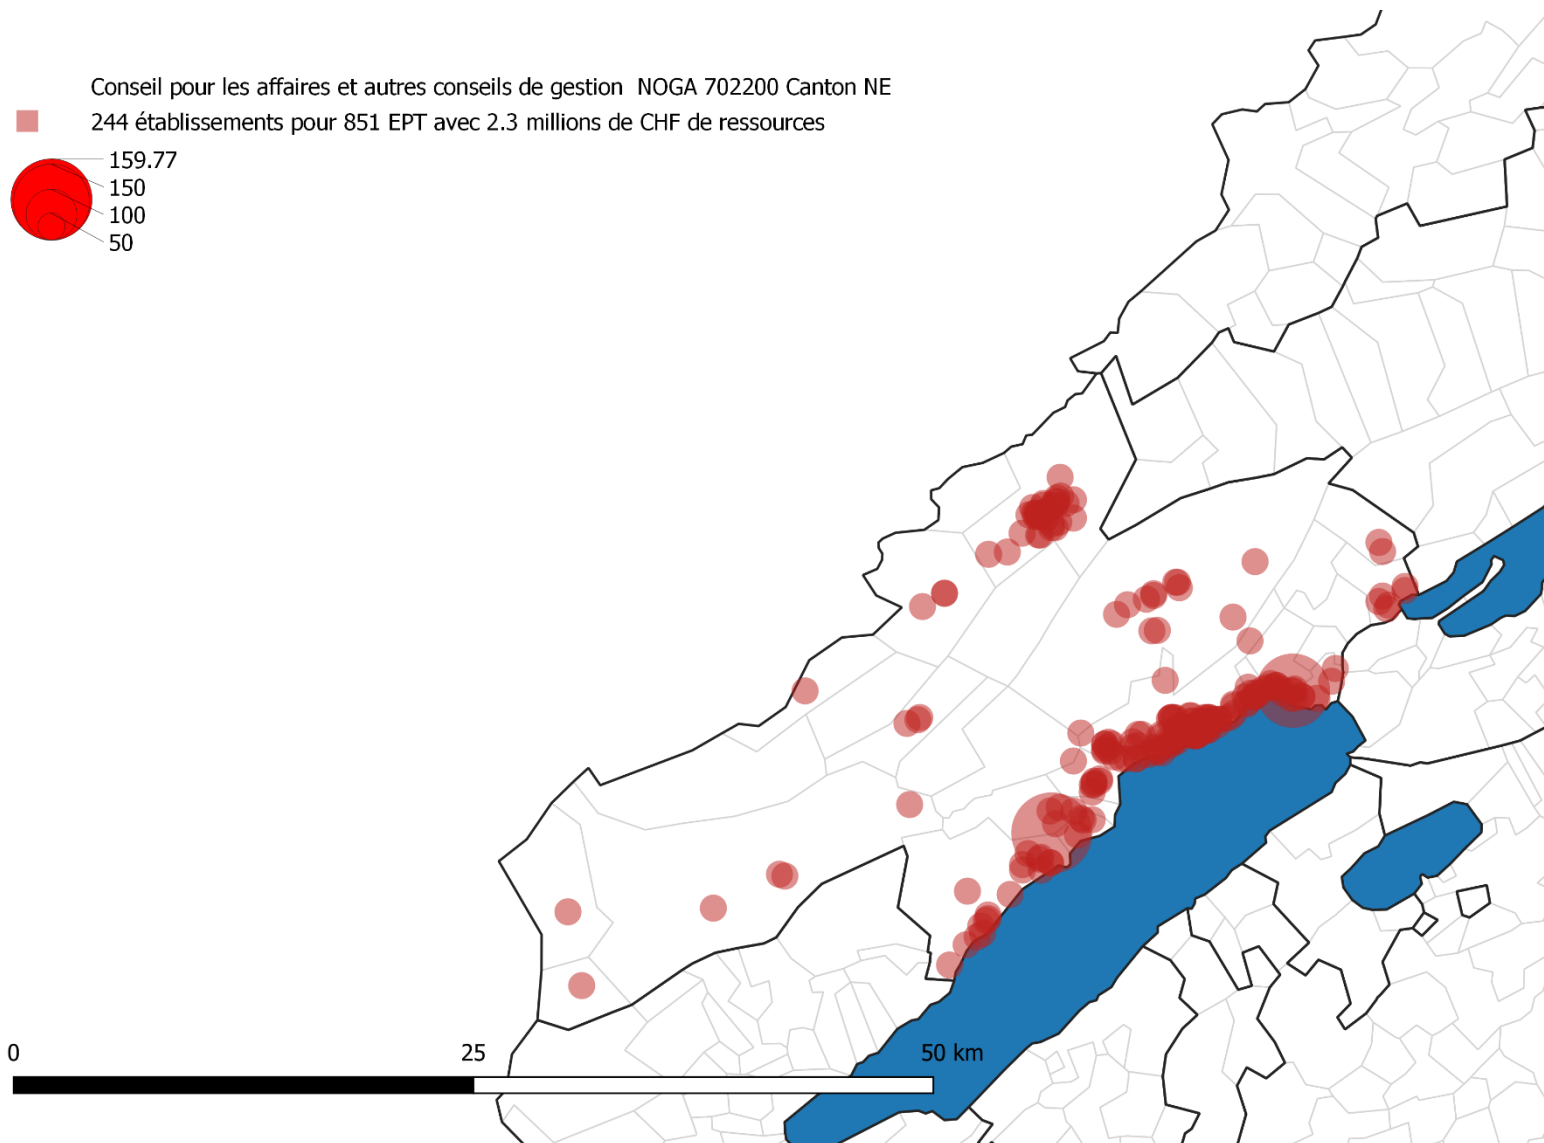 Conseil pour les affaires et autres conseils de gestion NOGA 702200 Canton NE
244 établissements pour 851 EPT avec 2.3 millions de CHF de ressources
159.77
150
100
50
0 25 50 km